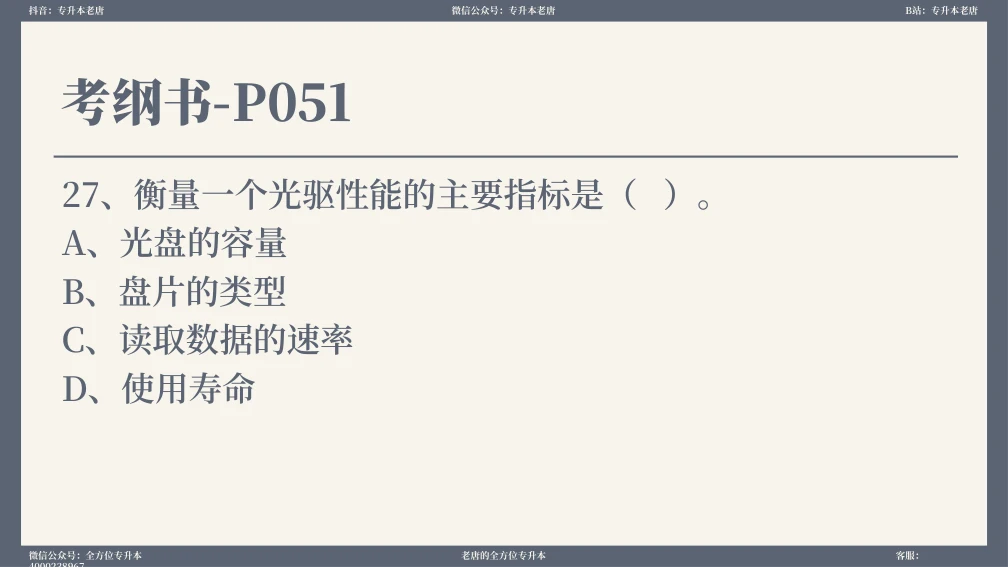 抖音：专升本老唐
微信公众号：专升本老唐
B站：专升本老唐
考纲书-P051
27、衡量一个光驱性能的主要指标是（ ）。
A、光盘的容量
B、盘片的类型
C、读取数据的速率
D、使用寿命
微信公众号：全方位专升本
老唐的全方位专升本
客服：
4000238967